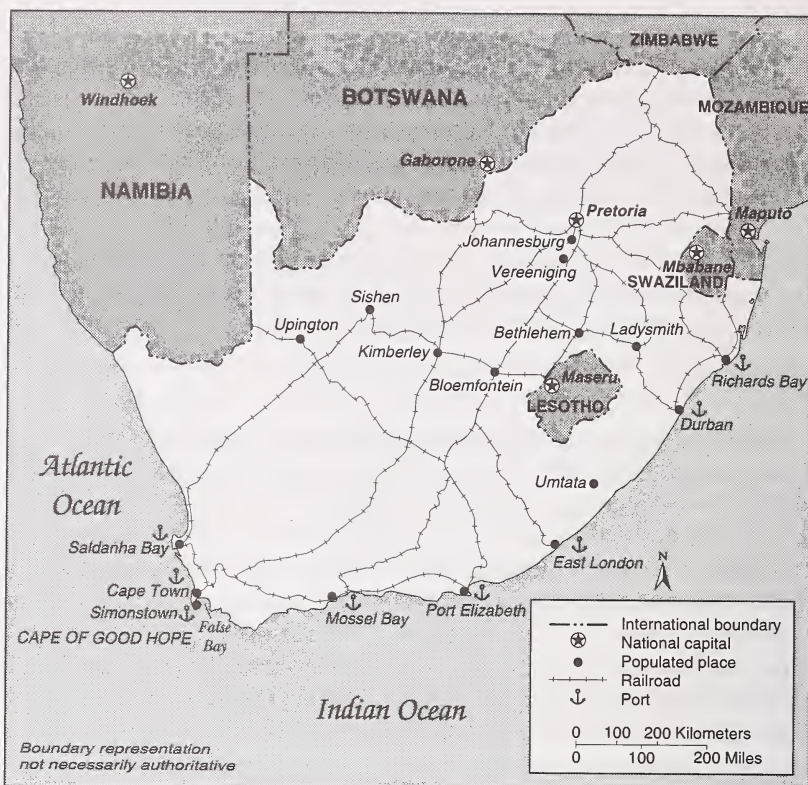 ZIMBABWE
Windhoek
BOTSWANA
MOZAMBIQUE
Gaborone
NAMIBIA
Pretoria
Maputo
Johannesburg
Mbabane
Vereeniging
SWAZILAND
Sishen
Upington
Bethlehem
Ladysmith
Kimberley
Bloemfontein
Maseru
Richards Bay
LESOTHO
Durban
Atlantic
Ocean
Umtata
Saldanha Bay
East London
N
Cape Town
Simonstown
Mossel Bay
Port Elizabeth
False
Bay
CAPE OF GOOD HOPE
International boundary
National capital
Populated place
Railroad
Port
0 100 200 Kilometers
0 100 200 Miles
Indian Ocean
Boundary representation
not necessarily authoritative